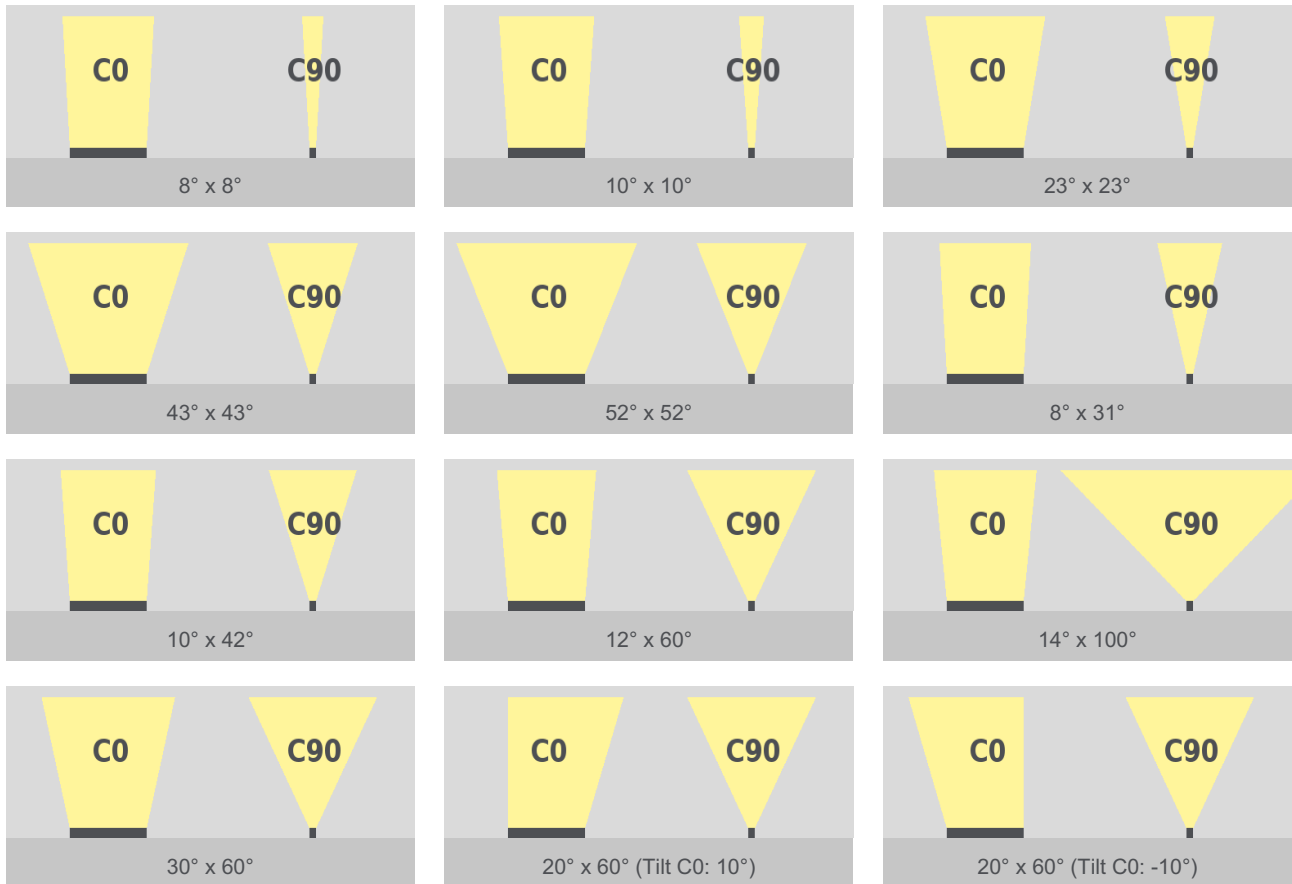 C0 C90 C0 C90 C0 C90
8° x 8° 10° x 10° 23° x 23°
C0 C90 C0 C90 C0 C90
43° x 43° 52° x 52° 8° x 31°
C0 C90 C0 C90 C0 C90
10° x 42° 12° x 60° 14° x 100°
C0 C90 C0 C90 C0 C90
30° x 60° 20° x 60° (Tilt C0: 10°) 20° x 60° (Tilt C0: -10°)